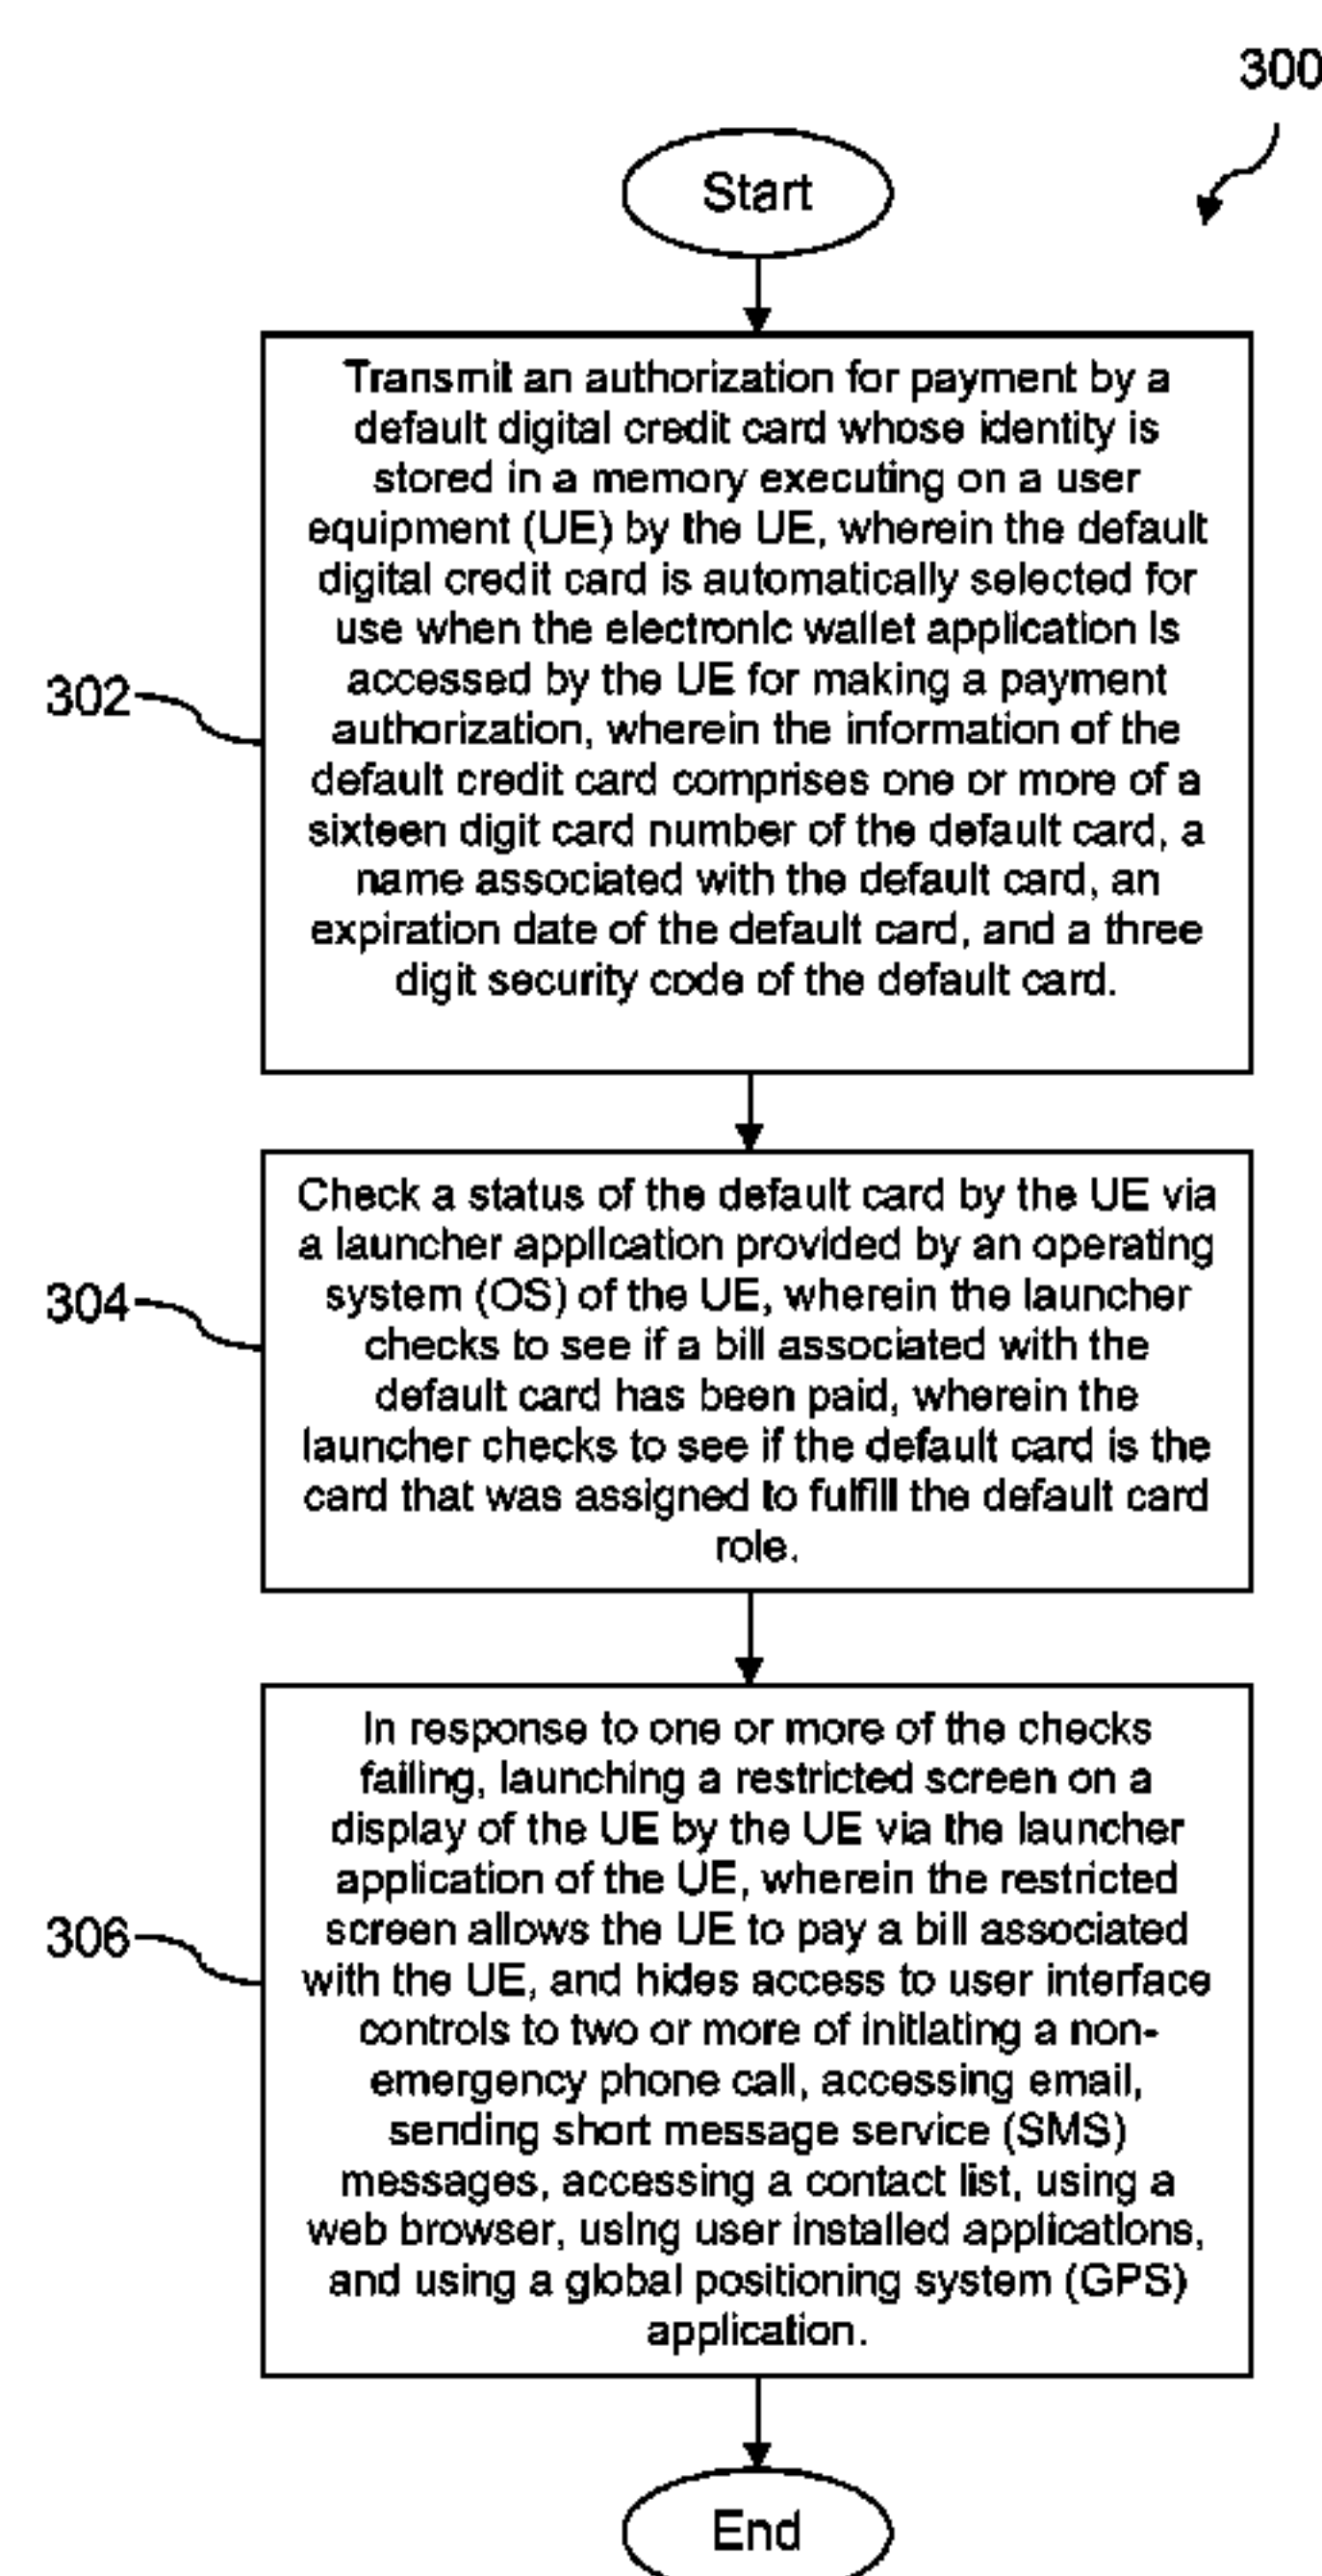 300
Start
Transmit an authorization for payment by a
default digital credit card whose identity is
stored in a memory executing on a user
equipment (UE) by the UE, wherein the default
digital credit card is automatically selected for
use when the electronic wallet application is
accessed by the UE for making a payment
authorization, wherein the information of the
default credit card comprises one or more of a
sixteen digit card number of the default card, a
name associated with the default card, an
expiration date of the default card, and a three
digit security code of the default card.
302
Check a status of the default card by the UE via
a launcher application provided by an operating
system (OS) of the UE, wherein the launcher
checks to see if a bill associated with the
default card has been paid, wherein the
launcher checks to see if the default card is the
card that was assigned to fulfill the default card
role.
304
In response to one or more of the checks
failing, launching a restricted screen on a
display of the UE by the UE via the launcher
application of the UE, wherein the restricted
screen allows the UE to pay a bill associated
with the UE, and hides access to user interface
controls to two or more of initiating a non-
emergency phone call, accessing email,
sending short message service (SMS)
messages, accessing a contact list, using a
web browser, using user installed applications,
and using a global positioning system (GPS)
application.
306
End